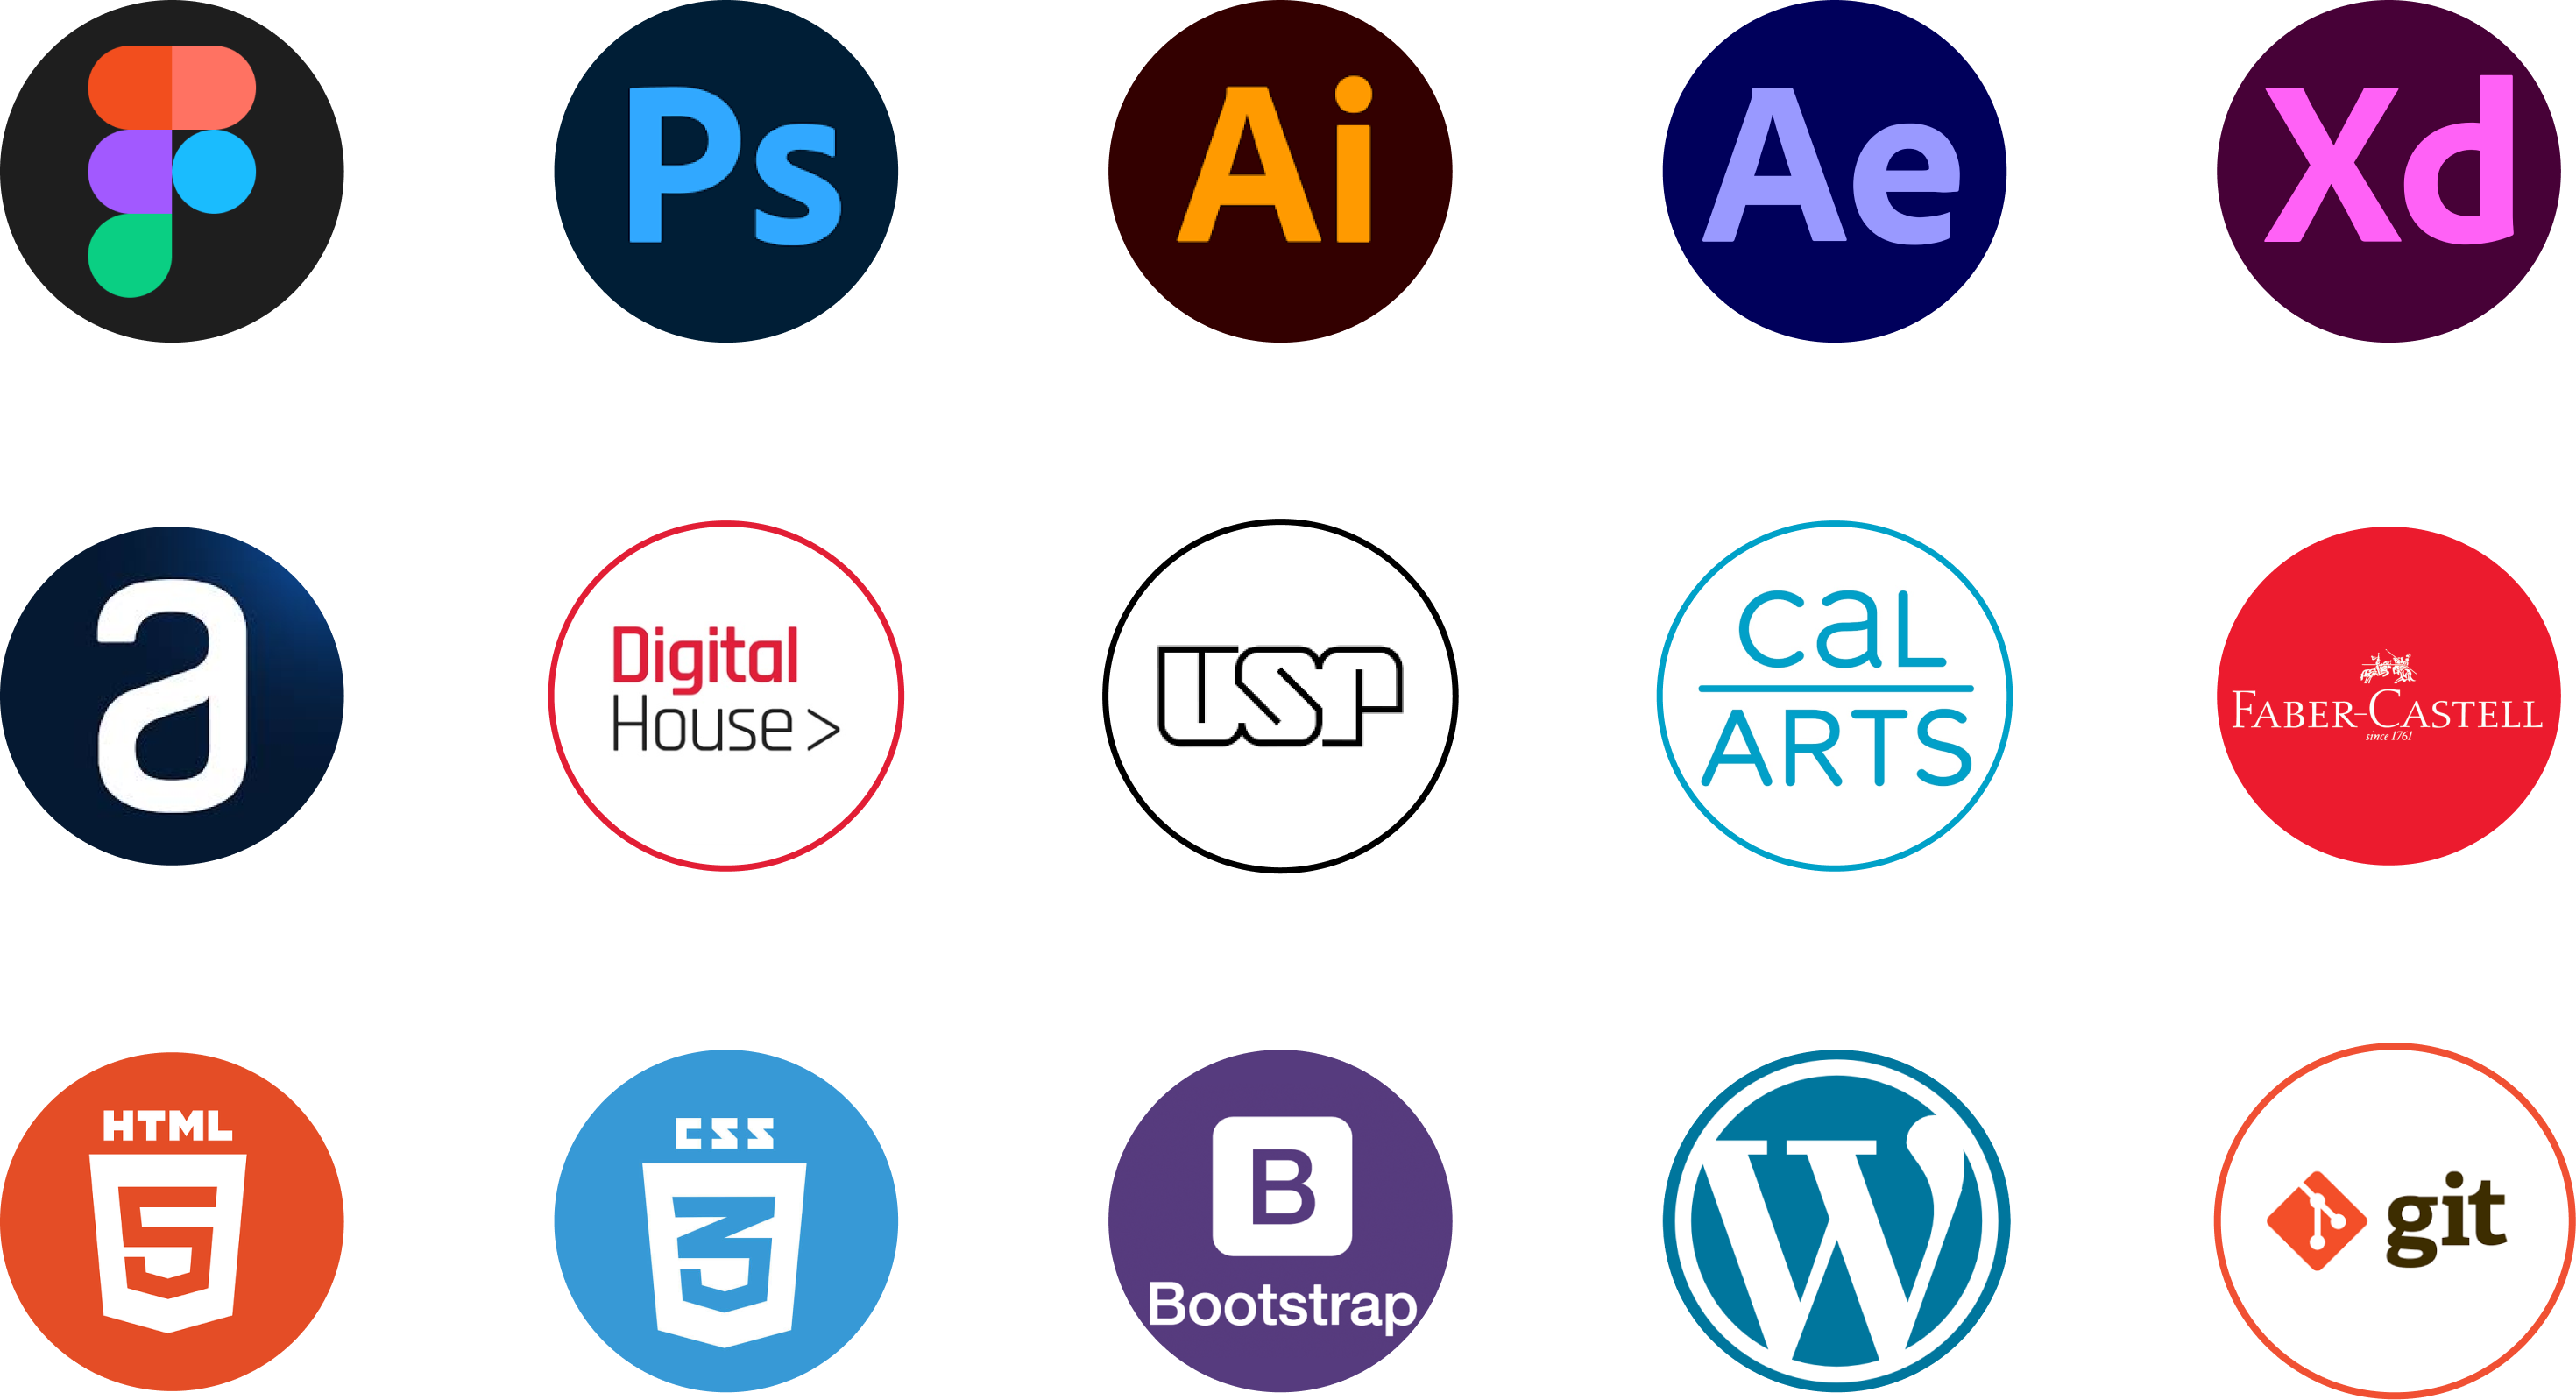 Ps
Ai
Ae
Xd
a
Digital
House >
USP
CaL
ARTS
FABER-CASTELL
since 1761
HTML
5
CSS
3
B
Bootstrap
W
git